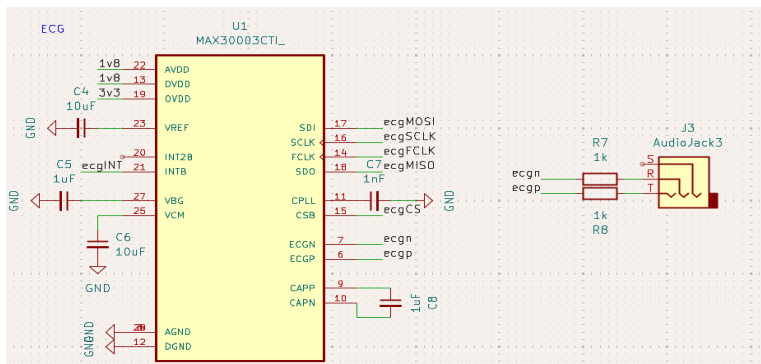 ECG
U1
MAX30003CTI_
1v8 22 AVDD
1v8 13 DVDD
3v3 19 OVDD
C4
10uF
GND
23 VREF
20 INT2B
ecgINT 21 INTB
C5
1uF
GND
27 VBG
25 VCM
C6
10uF
GND
AGND
GND
12 DGND
SDI 17 ecgMOSI
SCLK 16 ecgSCLK
FCLK 14 ecgFCLK
SDO 18 ecgMISO
C7
1nF
CPLL 11
GND
CSB 15 ecgCS
ECGN 7 ecgn
ECGP 6 ecgp
CAPP 9
CAPN 10
1uF
C8
J3
AudioJack3
R7
1k
S
ecgn R
ecgp T
1k
R8